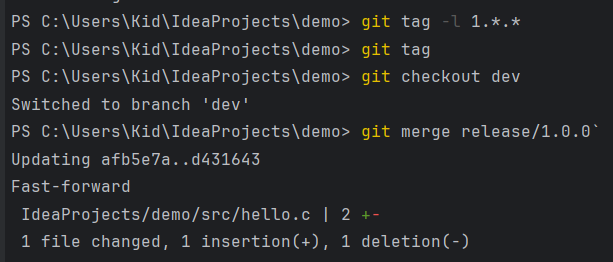 PS C:\Users\Kid\IdeaProjects\demo> git tag -l 1.*.*
PS C:\Users\Kid\IdeaProjects\demo> git tag
PS C:\Users\Kid\IdeaProjects\demo> git checkout dev
Switched to branch 'dev'
PS C:\Users\Kid\IdeaProjects\demo> git merge release/1.0.0`
Updating afb5e7a..d431643
Fast-forward
 IdeaProjects/demo/src/hello.c | 2 +-
 1 file changed, 1 insertion(+), 1 deletion(-)